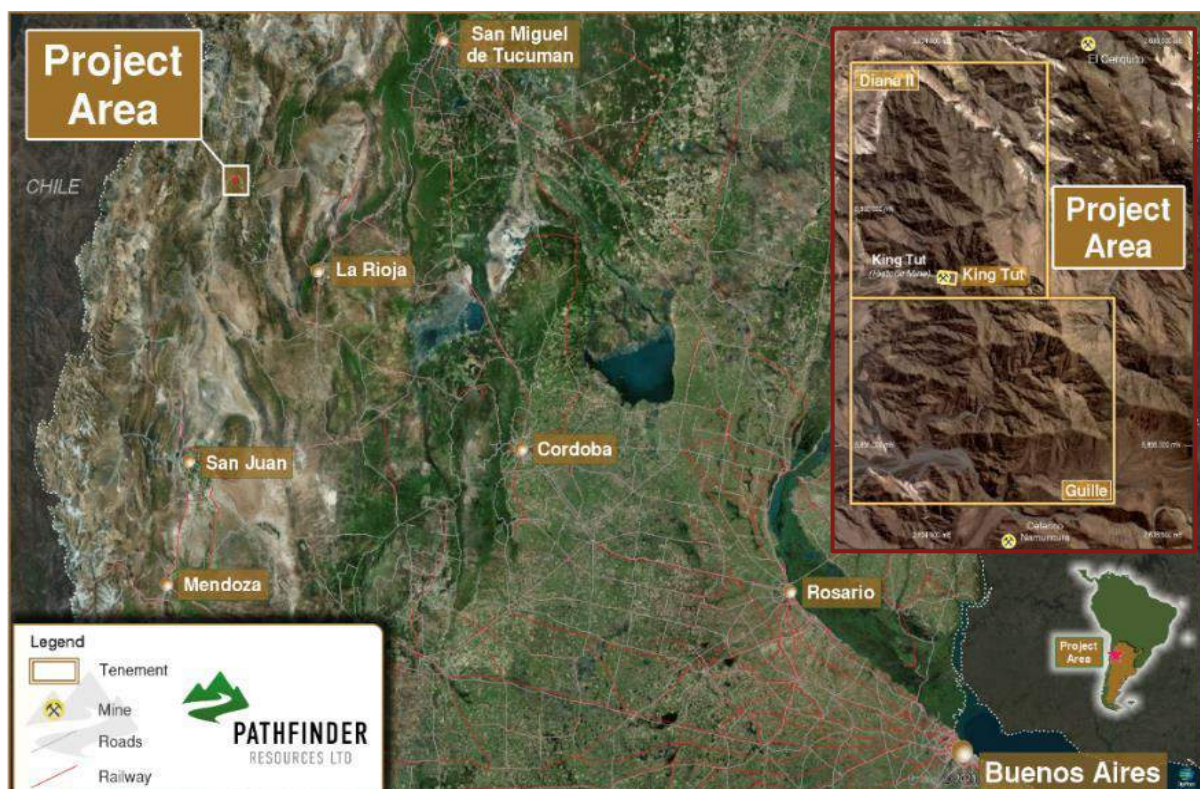 Project
Area
San Miguel
de Tucuman
CHILE
La Rioja
San Juan
Cordoba
Mendoza
Rosario
Buenos Aires
El Cerquito
Diana II
Project
Area
King Tut
King Tut
Guille
Project
Area
Legend
Tenement
Mine
Roads
Railway
PATHFINDER
RESOURCES LTD